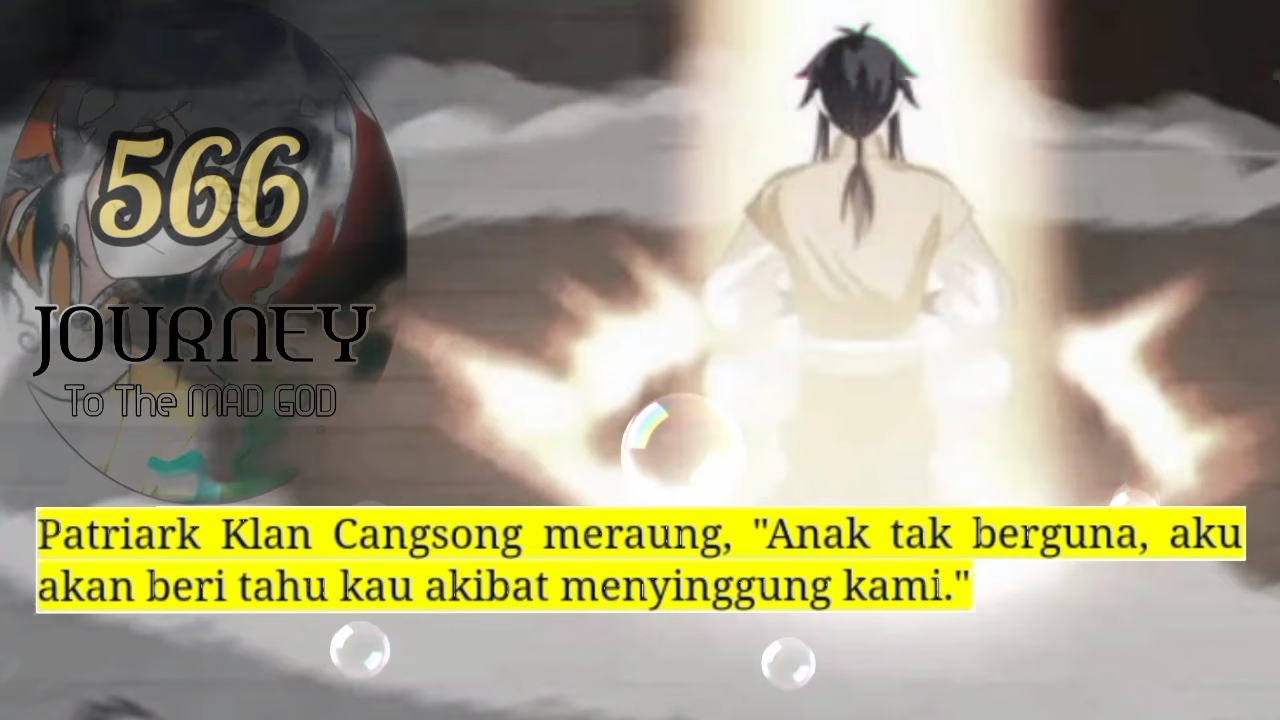 566
JOURNEY
To The MAD GOD
Patriark Klan Cangsong meraung, "Anak tak berguna, aku
akan beri tahu kau akibat menyinggung kami."